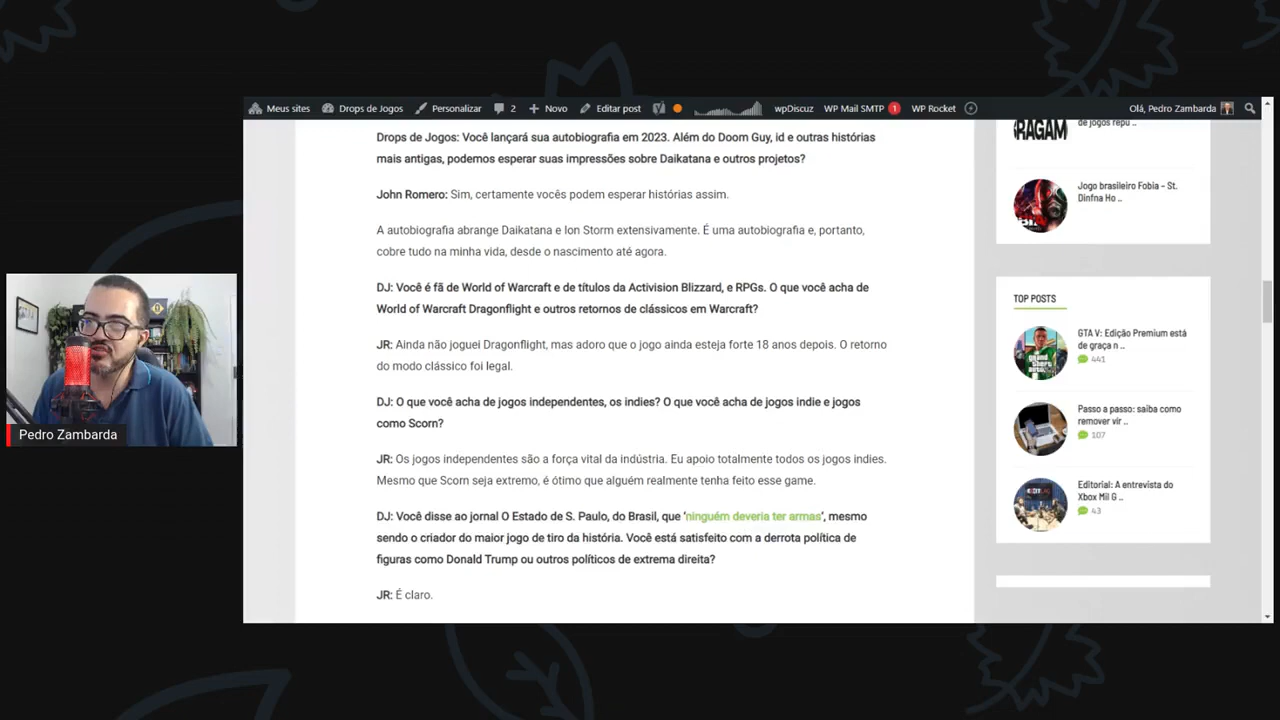 Meus sites Drops de Jogos Personalizar 2 Novo Editar post wpDiscuz WP Mail SMTP 1 WP Rocket Olá, Pedro Zambarda
Drops de Jogos: Você lançará sua autobiografia em 2023. Além do Doom Guy, id e outras histórias
mais antigas, podemos esperar suas impressões sobre Daikatana e outros projetos?
John Romero: Sim, certamente vocês podem esperar histórias assim.
A autobiografia abrange Daikatana e Ion Storm extensivamente. É uma autobiografia e, portanto,
cobre tudo na minha vida, desde o nascimento até agora.
DJ: Você é fã de World of Warcraft e de títulos da Activision Blizzard, e RPGs. O que você acha de
World of Warcraft Dragonflight e outros retornos de clássicos em Warcraft?
JR: Ainda não joguei Dragonflight, mas adoro que o jogo ainda esteja forte 18 anos depois. O retorno
do modo clássico foi legal.
DJ: O que você acha de jogos independentes, os indies? O que você acha de jogos indie e jogos
como Scorn?
JR: Os jogos independentes são a força vital da indústria. Eu apoio totalmente todos os jogos indies.
Mesmo que Scorn seja extremo, é ótimo que alguém realmente tenha feito esse game.
DJ: Você disse ao jornal O Estado de S. Paulo, do Brasil, que 'ninguém deveria ter armas', mesmo
sendo o criador do maior jogo de tiro da história. Você está satisfeito com a derrota política de
figuras como Donald Trump ou outros políticos de extrema direita?
JR: É claro.
RAGAM
de jogos repu ..
Jogo brasileiro Fobia – St.
Dinfna Ho ..
TOP POSTS
GTA V: Edição Premium está
de graça n ..
441
Passo a passo: saiba como
remover vir ..
107
Editorial: A entrevista do
Xbox Mil G ..
43
Pedro Zambarda